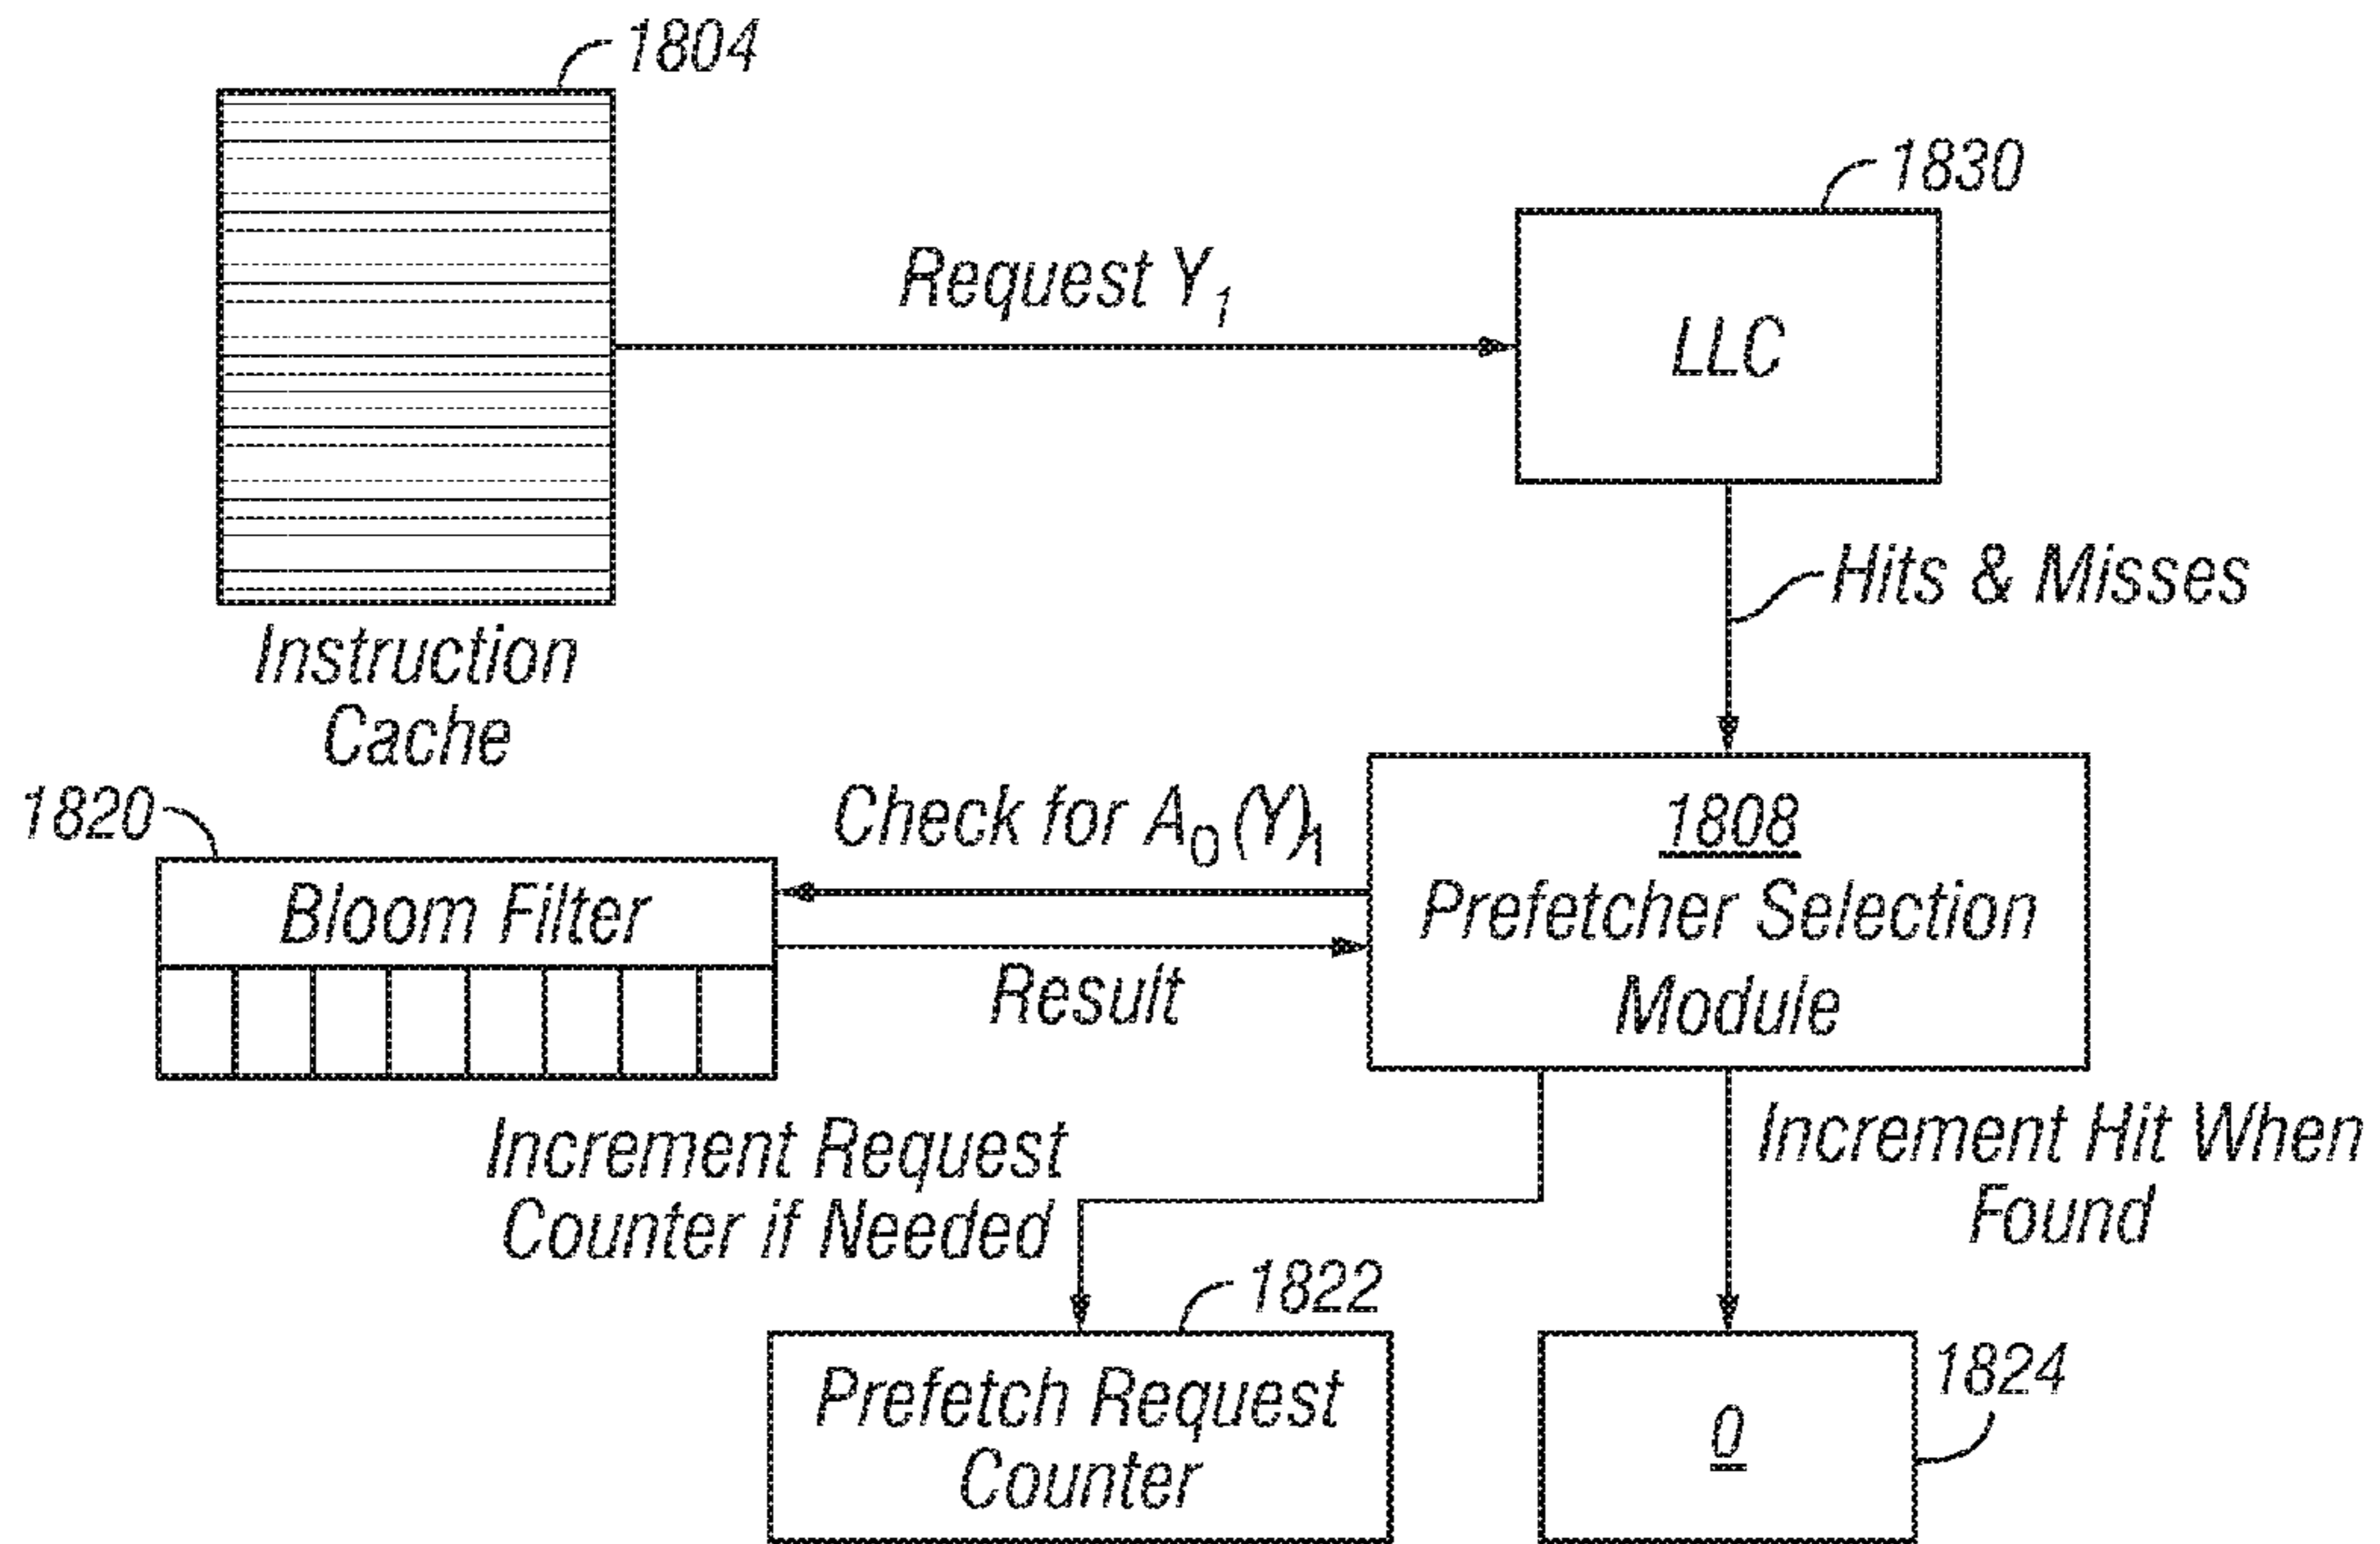 1804
1830
Request Y₁
LLC
Hits & Misses
Instruction
Cache
1820
Check for A₀(Y)₁
1808
Bloom Filter
Prefetcher Selection
Module
Result
Increment Request
Counter if Needed
Increment Hit When
Found
1822
Prefetch Request
Counter
1824
0